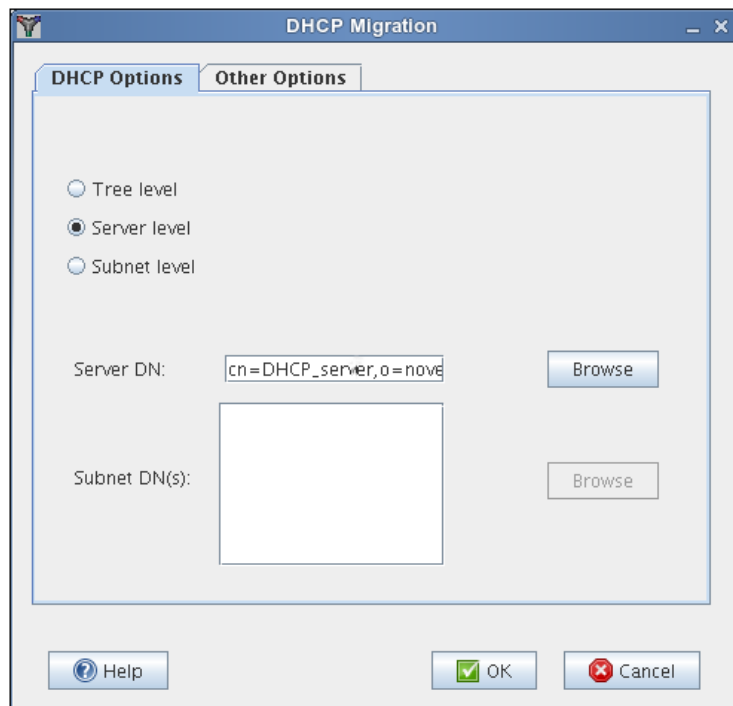 DHCP Migration
DHCP Options
Other Options
Tree level
Server level
Subnet level
Server DN:
cn=DHCP_server,o=nove
Browse
Subnet DN(s):
Browse
Help
OK
Cancel